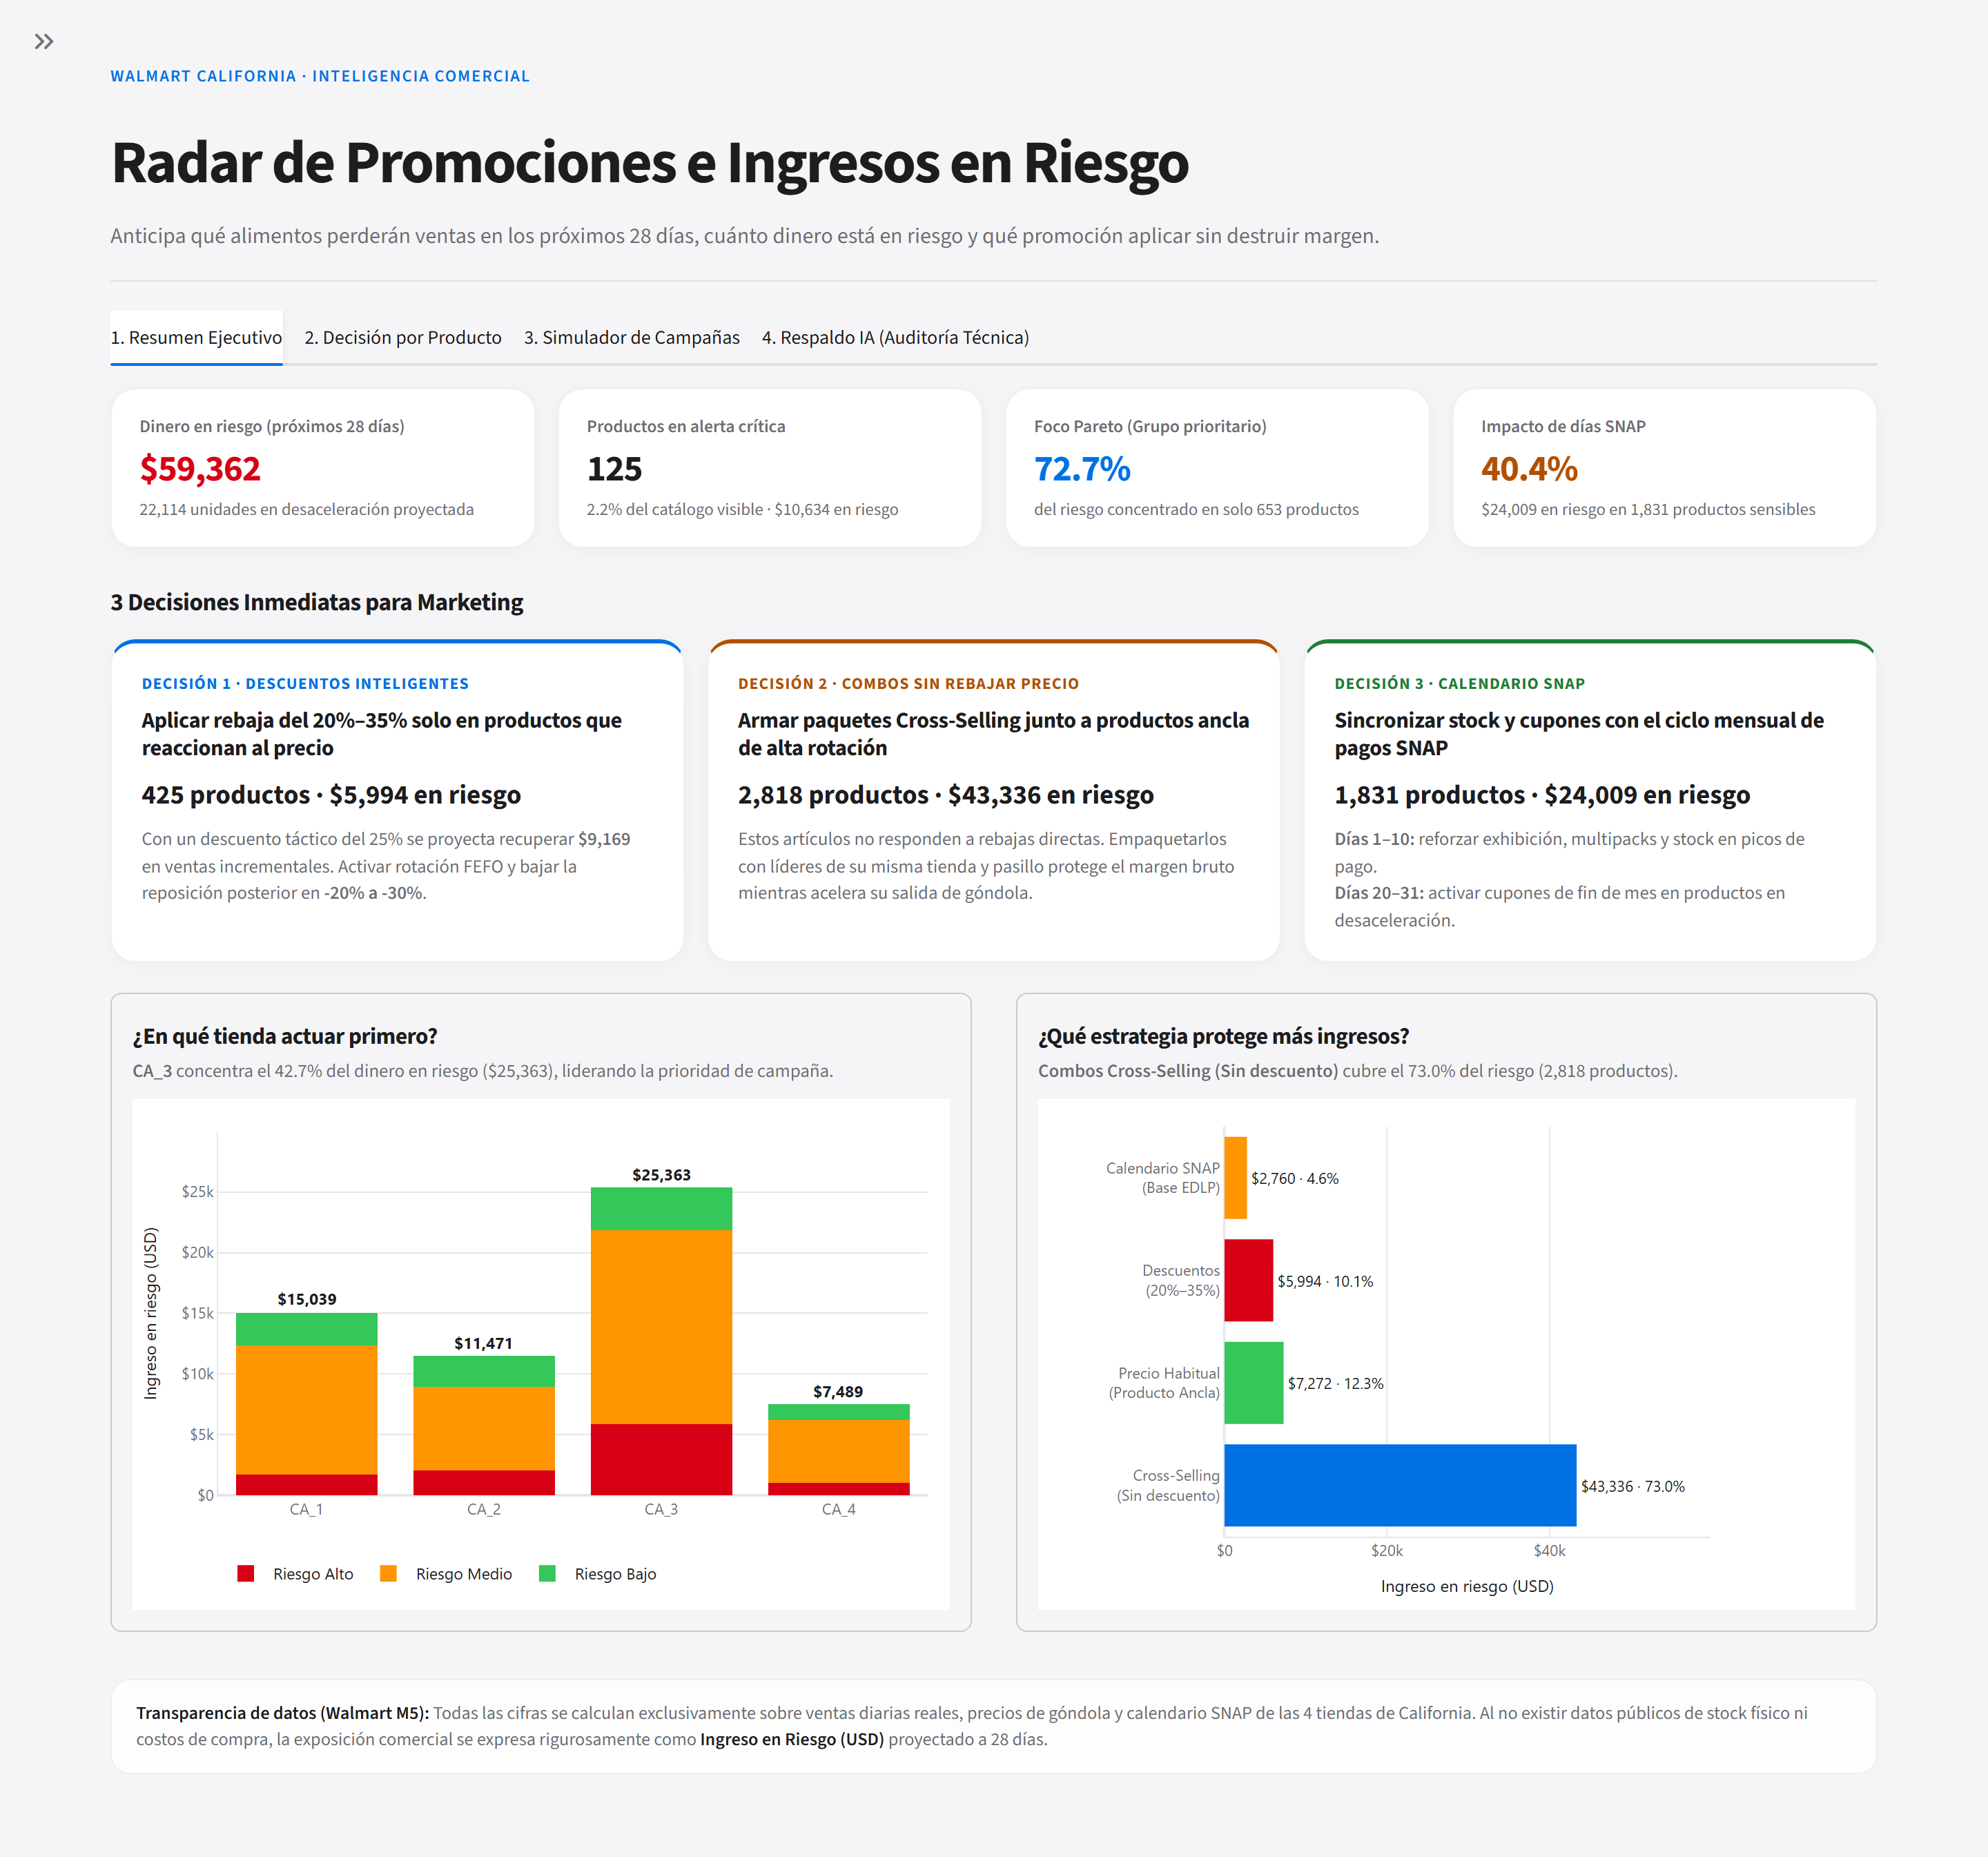 WALMART CALIFORNIA · INTELIGENCIA COMERCIAL
Radar de Promociones e Ingresos en Riesgo
Anticipa qué alimentos perderán ventas en los próximos 28 días, cuánto dinero está en riesgo y qué promoción aplicar sin destruir margen.
1. Resumen Ejecutivo
2. Decisión por Producto
3. Simulador de Campañas
4. Respaldo IA (Auditoría Técnica)
Dinero en riesgo (próximos 28 días)
$59,362
22,114 unidades en desaceleración proyectada
Productos en alerta crítica
125
2.2% del catálogo visible · $10,634 en riesgo
Foco Pareto (Grupo prioritario)
72.7%
del riesgo concentrado en solo 653 productos
Impacto de días SNAP
40.4%
$24,009 en riesgo en 1,831 productos sensibles
3 Decisiones Inmediatas para Marketing
DECISIÓN 1 · DESCUENTOS INTELIGENTES
Aplicar rebaja del 20%–35% solo en productos que
reaccionan al precio
425 productos · $5,994 en riesgo
Con un descuento táctico del 25% se proyecta recuperar $9,169
en ventas incrementales. Activar rotación FEFO y bajar la
reposición posterior en -20% a -30%.
DECISIÓN 2 · COMBOS SIN REBAJAR PRECIO
Armar paquetes Cross-Selling junto a productos ancla
de alta rotación
2,818 productos · $43,336 en riesgo
Estos artículos no responden a rebajas directas. Empaquetarlos
con líderes de su misma tienda y pasillo protege el margen bruto
mientras acelera su salida de góndola.
DECISIÓN 3 · CALENDARIO SNAP
Sincronizar stock y cupones con el ciclo mensual de
pagos SNAP
1,831 productos · $24,009 en riesgo
Días 1–10: reforzar exhibición, multipacks y stock en picos de
pago.
Días 20–31: activar cupones de fin de mes en productos en
desaceleración.
¿En qué tienda actuar primero?
CA_3 concentra el 42.7% del dinero en riesgo ($25,363), liderando la prioridad de campaña.
Ingreso en riesgo (USD)
$25k
$20k
$15k
$10k
$5k
$0
$15,039
$11,471
$25,363
$7,489
CA_1
CA_2
CA_3
CA_4
Riesgo Alto
Riesgo Medio
Riesgo Bajo
¿Qué estrategia protege más ingresos?
Combos Cross-Selling (Sin descuento) cubre el 73.0% del riesgo (2,818 productos).
Calendario SNAP
(Base EDLP)
$2,760 · 4.6%
Descuentos
(20%–35%)
$5,994 · 10.1%
Precio Habitual
(Producto Ancla)
$7,272 · 12.3%
Cross-Selling
(Sin descuento)
$43,336 · 73.0%
$0
$20k
$40k
Ingreso en riesgo (USD)
Transparencia de datos (Walmart M5): Todas las cifras se calculan exclusivamente sobre ventas diarias reales, precios de góndola y calendario SNAP de las 4 tiendas de California. Al no existir datos públicos de stock físico ni
costos de compra, la exposición comercial se expresa rigurosamente como Ingreso en Riesgo (USD) proyectado a 28 días.